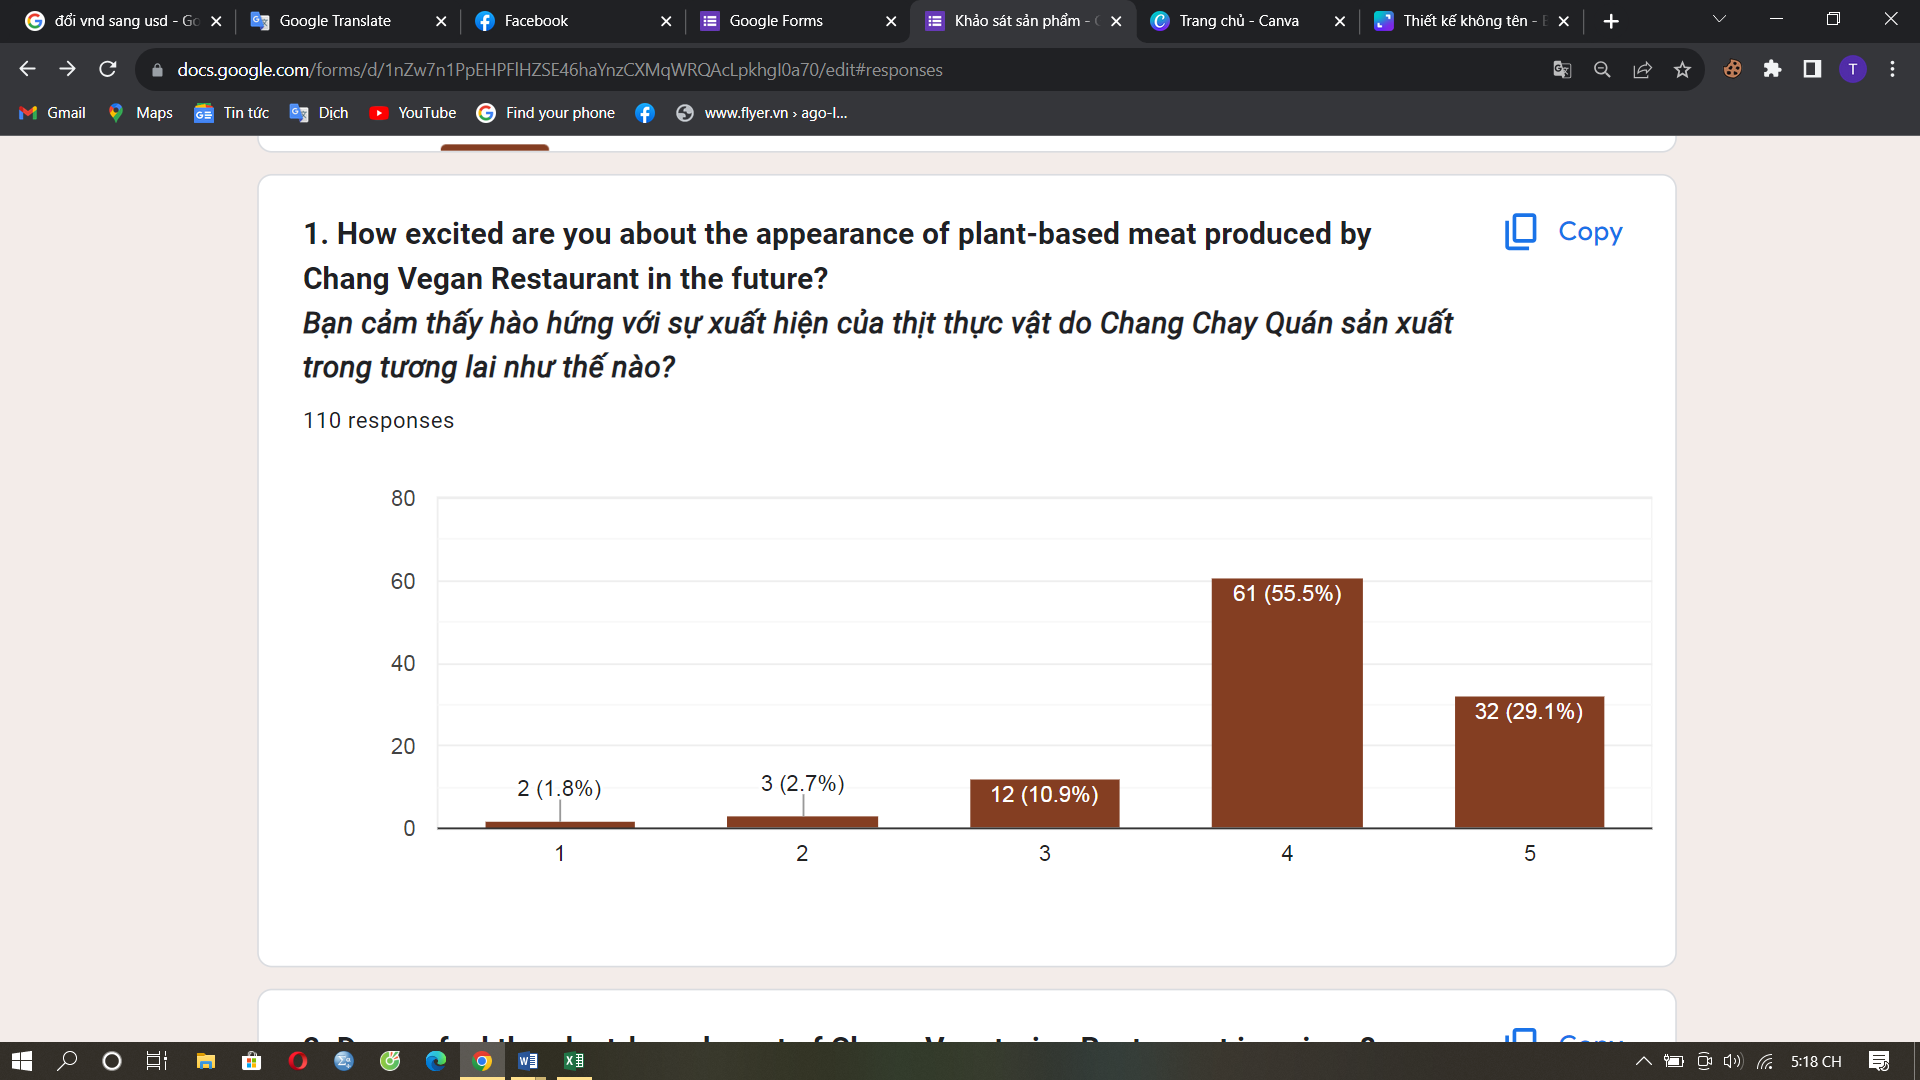 đổi vnd sang usd - Go
Google Translate
Facebook
Google Forms
Khảo sát sản phẩm -
Trang chủ - Canva
Thiết kế không tên -
docs.google.com/forms/d/1nZw7n1PpEHPFlHZSE46haYnzCXMqWRQAcLpkhgI0a70/edit#responses
T
Gmail
Maps
Tin tức
Dịch
YouTube
Find your phone
www.flyer.vn › ago-l...
1. How excited are you about the appearance of plant-based meat produced by
Chang Vegan Restaurant in the future?
Copy
Bạn cảm thấy hào hứng với sự xuất hiện của thịt thực vật do Chang Chay Quán sản xuất
trong tương lai như thế nào?
110 responses
80
60
40
20
0
2 (1.8%)
3 (2.7%)
12 (10.9%)
61 (55.5%)
32 (29.1%)
1
2
3
4
5
5:18 CH